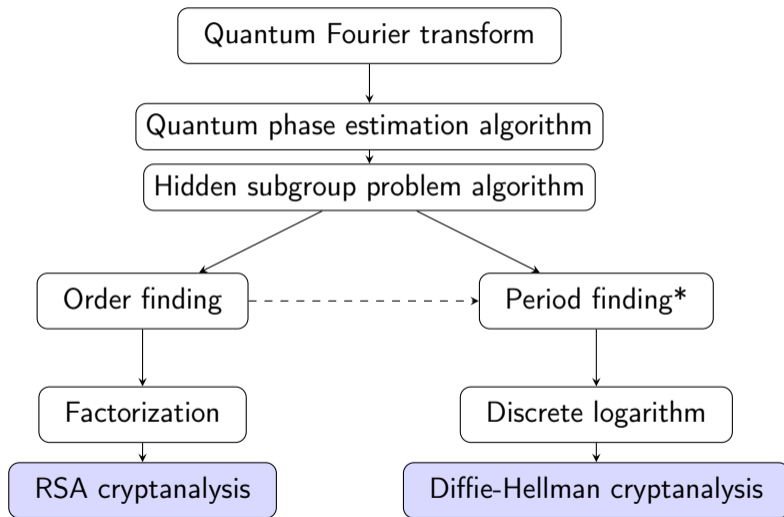 Quantum Fourier transform
Quantum phase estimation algorithm
Hidden subgroup problem algorithm
Order finding
Period finding*
Factorization
Discrete logarithm
RSA cryptanalysis
Diffie-Hellman cryptanalysis